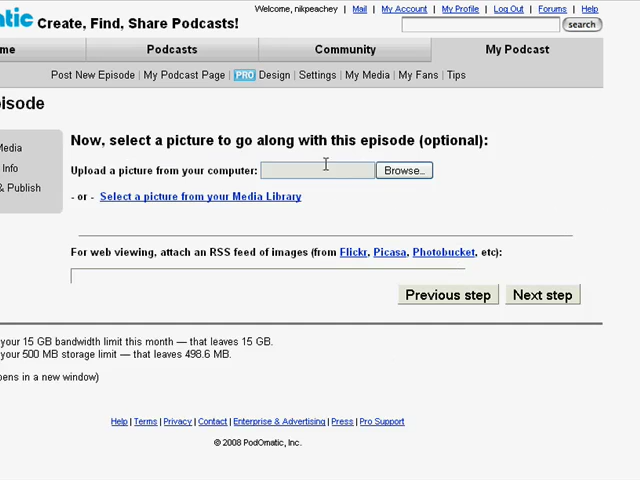 Welcome, nikpeachey | Mail | My Account | My Profile | Log Out | Forums | Help
tic Create, Find, Share Podcasts!
search
me Podcasts Community My Podcast
Post New Episode | My Podcast Page | PRO Design | Settings | My Media | My Fans | Tips
isode
Now, select a picture to go along with this episode (optional):
Media
Info
& Publish
Upload a picture from your computer: Browse...
- or - Select a picture from your Media Library
For web viewing, attach an RSS feed of images (from Flickr, Picasa, Photobucket, etc):
Previous step Next step
your 15 GB bandwidth limit this month — that leaves 15 GB.
your 500 MB storage limit — that leaves 498.6 MB.
pens in a new window)
Help | Terms | Privacy | Contact | Enterprise & Advertising | Press | Pro Support
© 2008 PodOmatic, Inc.